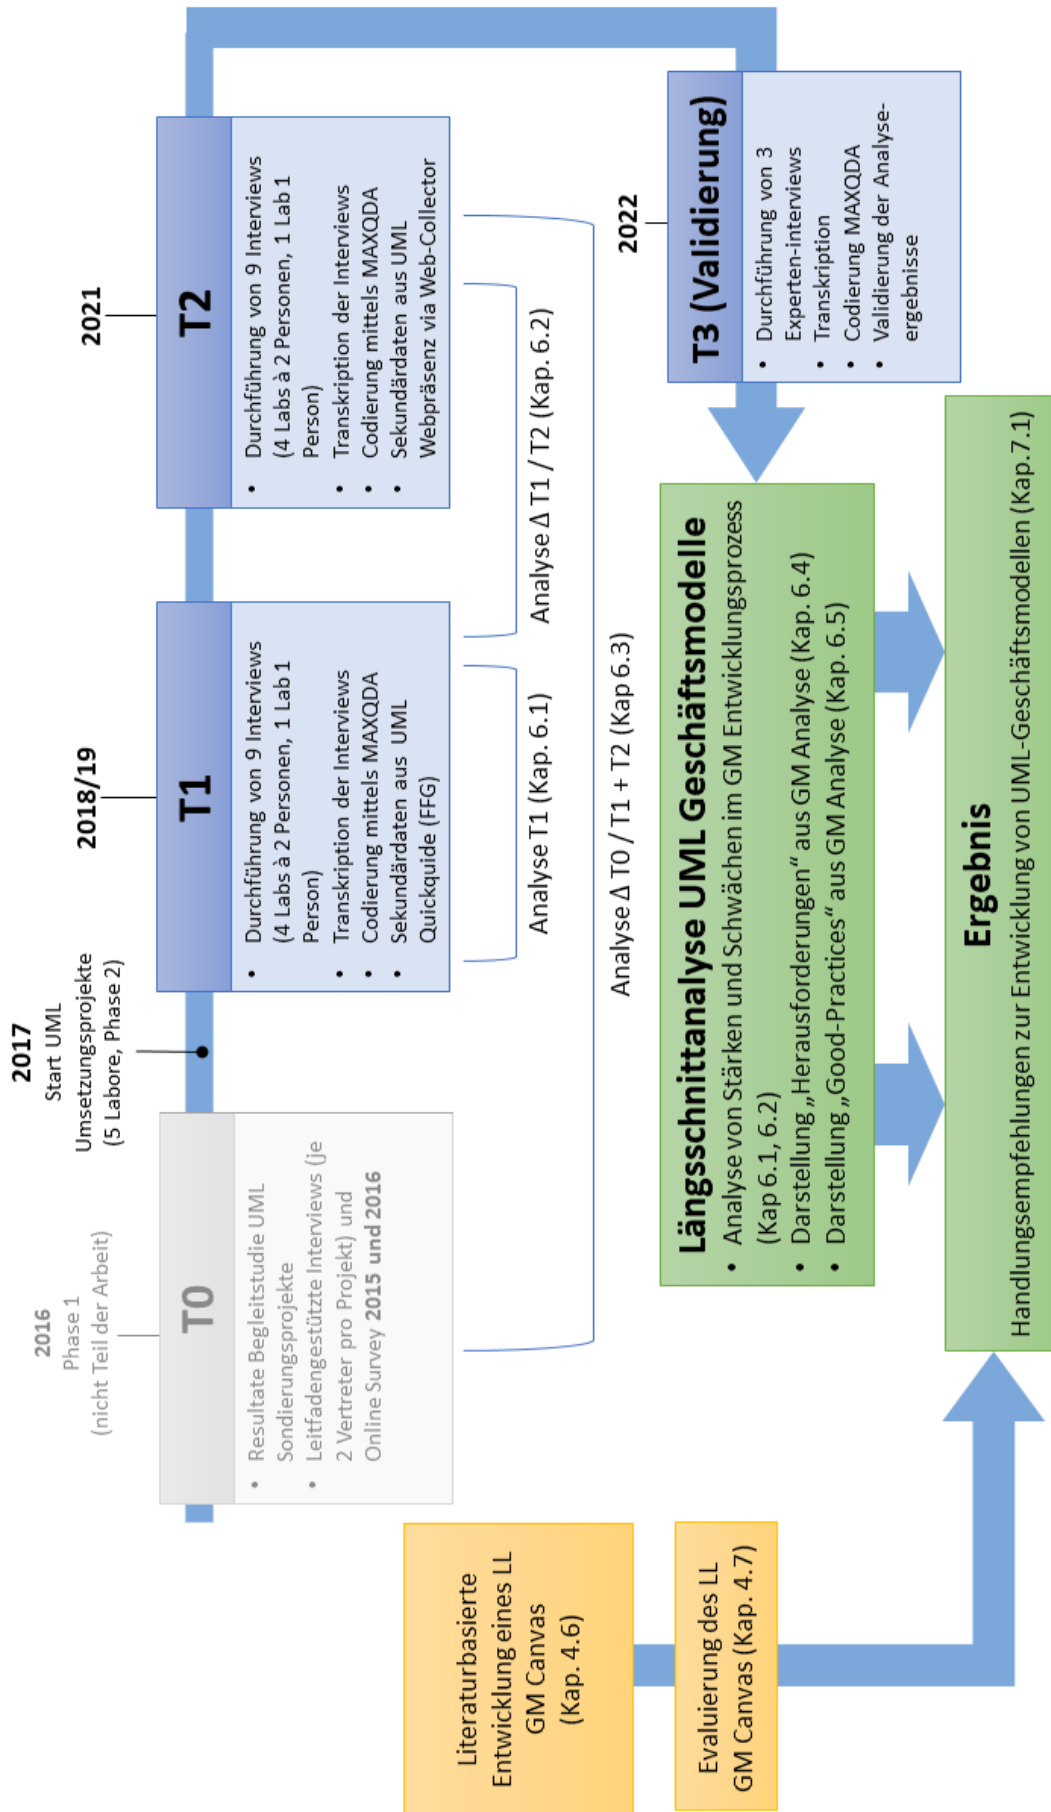 2016
Phase 1
(nicht Teil der Arbeit)
T0
• Resultate Begleitstudie UML
Sondierungsprojekte
• Leitfadengestützte Interviews (je
2 Vertreter pro Projekt) und
Online Survey 2015 und 2016
2017
Start UML
Umsetzungsprojekte
(5 Labore, Phase 2)
2018/19
T1
• Durchführung von 9 Interviews
(4 Labs à 2 Personen, 1 Lab 1
Person)
• Transkription der Interviews
• Codierung mittels MAXQDA
• Sekundärdaten aus UML
Quickquide (FFG)
2021
T2
• Durchführung von 9 Interviews
(4 Labs à 2 Personen, 1 Lab 1
Person)
• Transkription der Interviews
• Codierung mittels MAXQDA
• Sekundärdaten aus UML
Webpräsenz via Web-Collector
Analyse T1 (Kap. 6.1)
Analyse Δ T1 / T2 (Kap. 6.2)
Analyse Δ T0 / T1 + T2 (Kap 6.3)
2022
T3 (Validierung)
• Durchführung von 3
Experten-interviews
• Transkription
• Codierung MAXQDA
• Validierung der Analyse-
ergebnisse
Literaturbasierte
Entwicklung eines LL
GM Canvas
(Kap. 4.6)
Evaluierung des LL
GM Canvas (Kap. 4.7)
Längsschnittanalyse UML Geschäftsmodelle
• Analyse von Stärken und Schwächen im GM Entwicklungsprozess
(Kap 6.1, 6.2)
• Darstellung „Herausforderungen“ aus GM Analyse (Kap. 6.4)
• Darstellung „Good-Practices“ aus GM Analyse (Kap. 6.5)
Ergebnis
Handlungsempfehlungen zur Entwicklung von UML-Geschäftsmodellen (Kap.7.1)